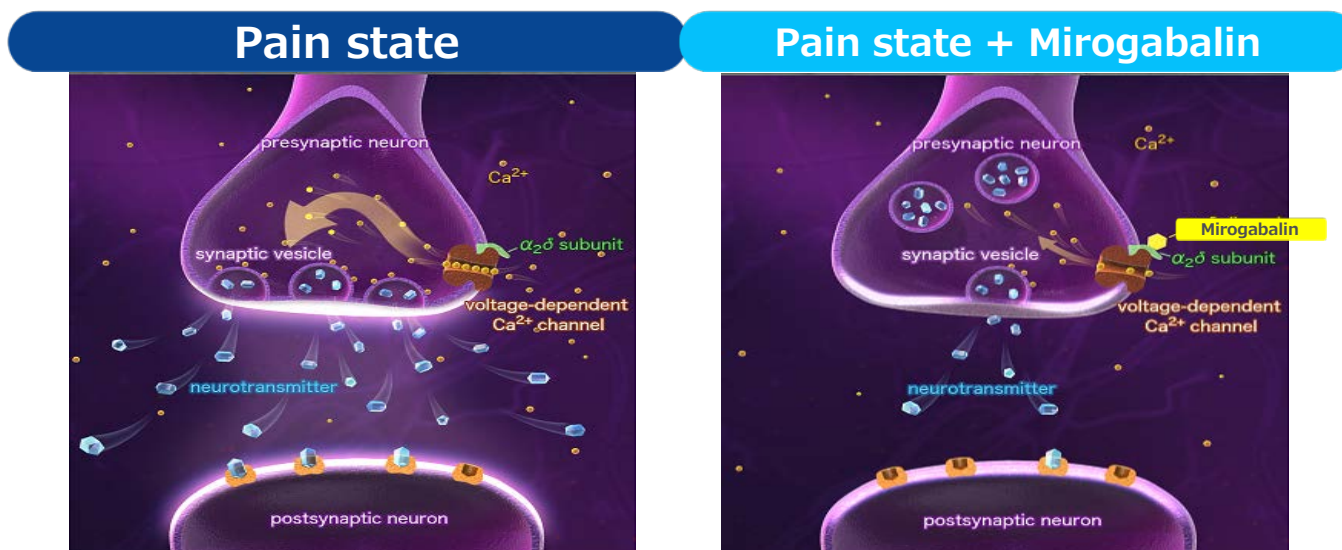 Pain state
presynaptic neuron
Ca²⁺
synaptic vesicle
α₂δ subunit
voltage-dependent
Ca²⁺ channel
neurotransmitter
postsynaptic neuron
Pain state + Mirogabalin
presynaptic neuron
Ca²⁺
Mirogabalin
synaptic vesicle
α₂δ subunit
voltage-dependent
Ca²⁺ channel
neurotransmitter
postsynaptic neuron